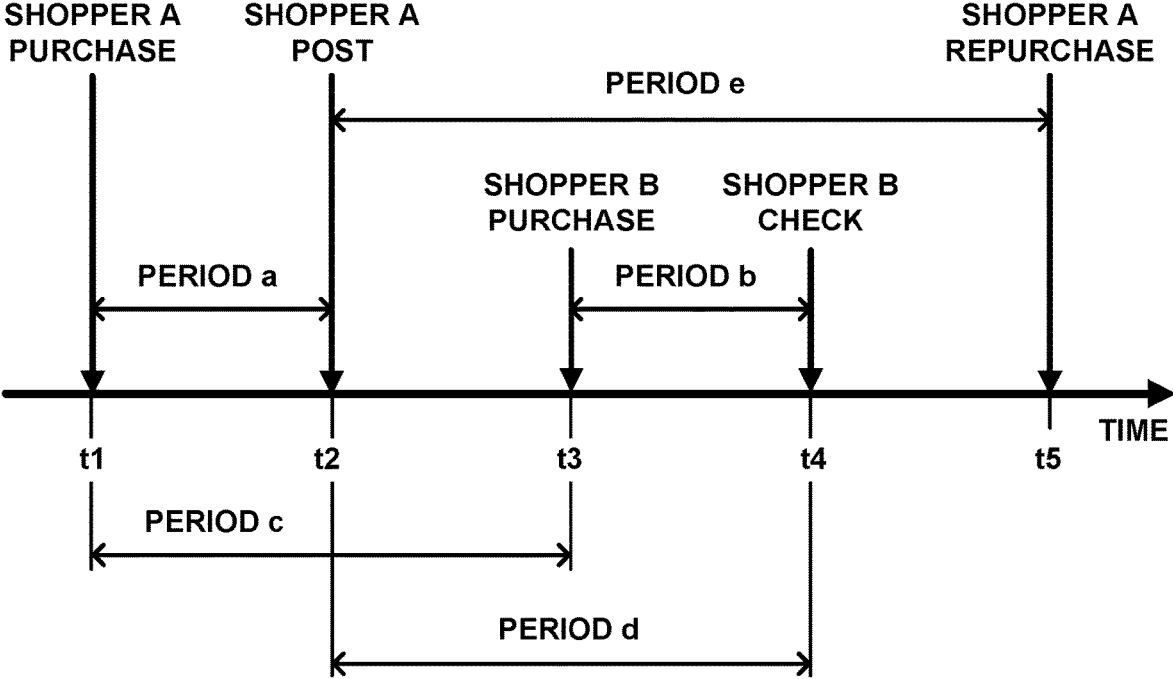 SHOPPER A
PURCHASE
SHOPPER A
POST
SHOPPER A
REPURCHASE
PERIOD e
SHOPPER B
PURCHASE
SHOPPER B
CHECK
PERIOD a
PERIOD b
TIME
t1
t2
t3
t4
t5
PERIOD c
PERIOD d